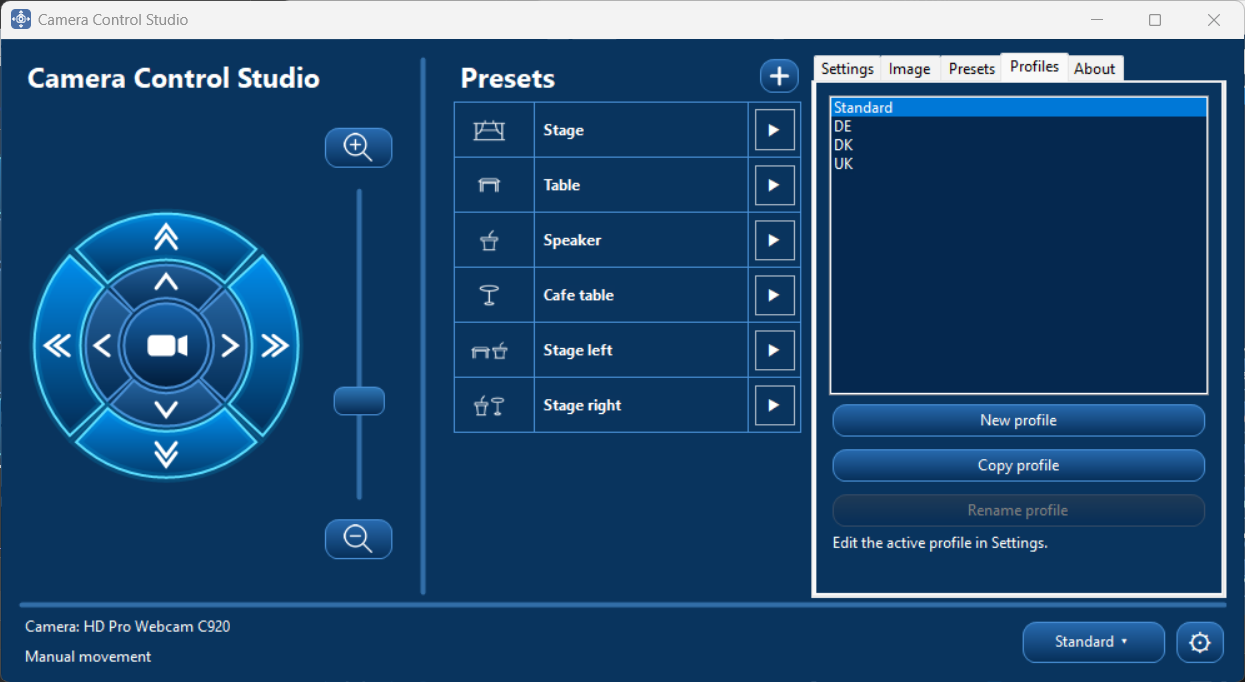 Camera Control Studio
Camera Control Studio
Presets
Stage
Table
Speaker
Cafe table
Stage left
Stage right
Settings
Image
Presets
Profiles
About
Standard
DE
DK
UK
New profile
Copy profile
Rename profile
Edit the active profile in Settings.
Camera: HD Pro Webcam C920
Manual movement
Standard